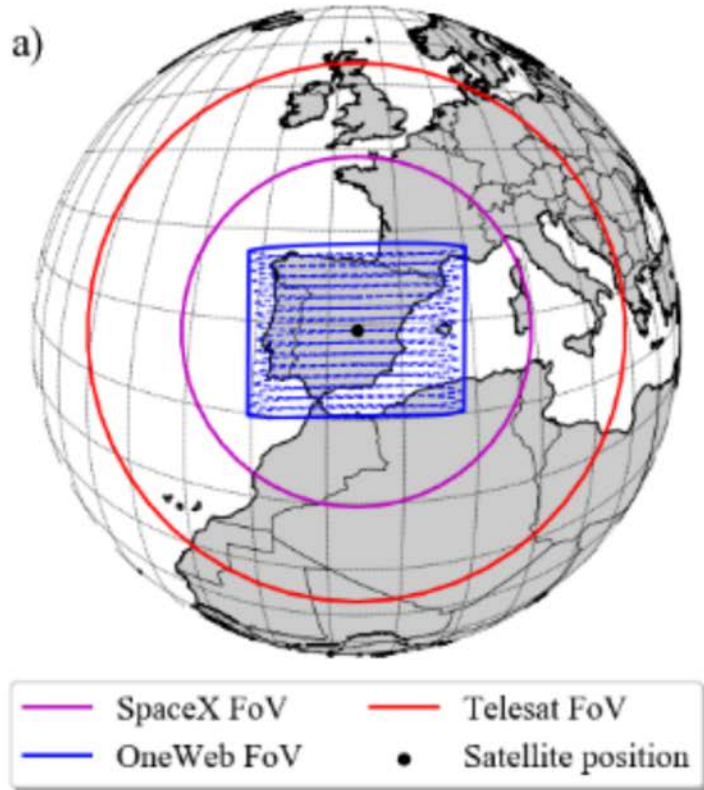 a)
SpaceX FoV
Telesat FoV
OneWeb FoV
Satellite position